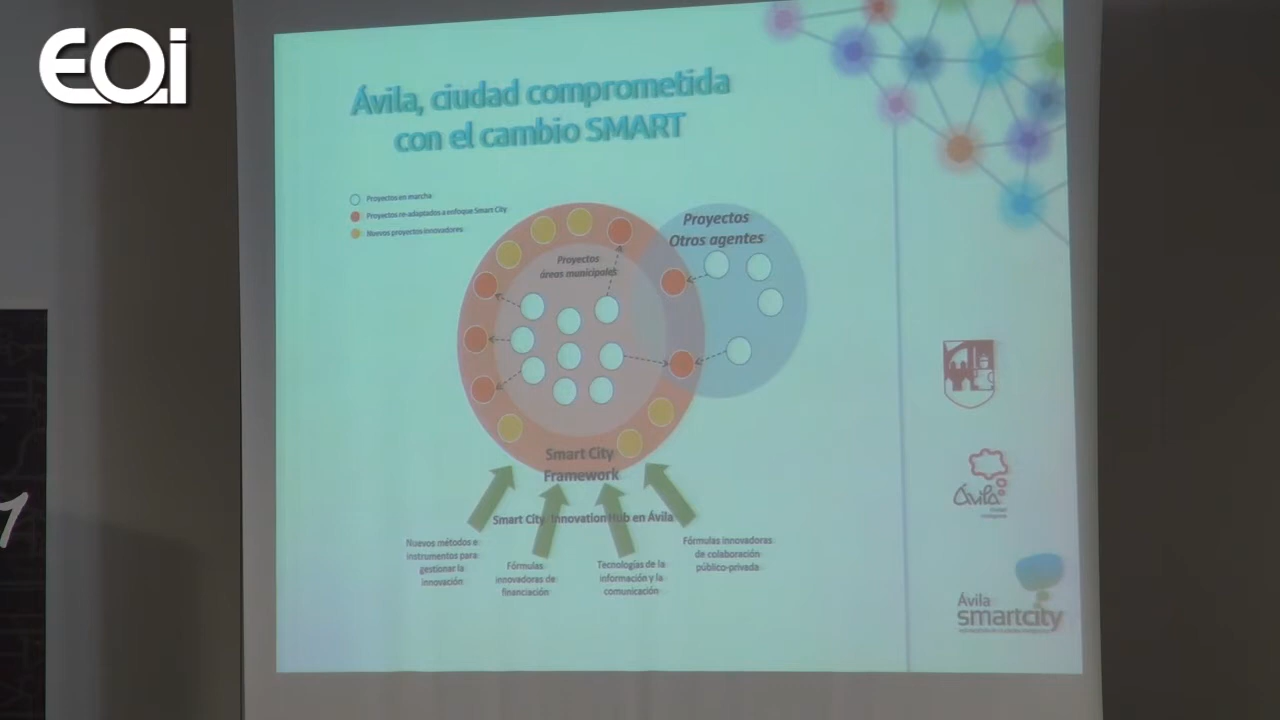 EOi
Ávila, ciudad comprometida
con el cambio SMART
Proyectos en marcha
Proyectos re-adaptados a enfoque Smart City
Nuevos proyectos innovadores
Proyectos
Otros agentes
Proyectos
áreas municipales
Smart City
Framework
Smart City Innovation Hub en Ávila
Nuevos métodos e
instrumentos para
gestionar la
innovación
Fórmulas
innovadoras de
financiación
Tecnologías de la
información y la
comunicación
Fórmulas innovadoras
de colaboración
público-privada
Ávila
Ávila
smartcity